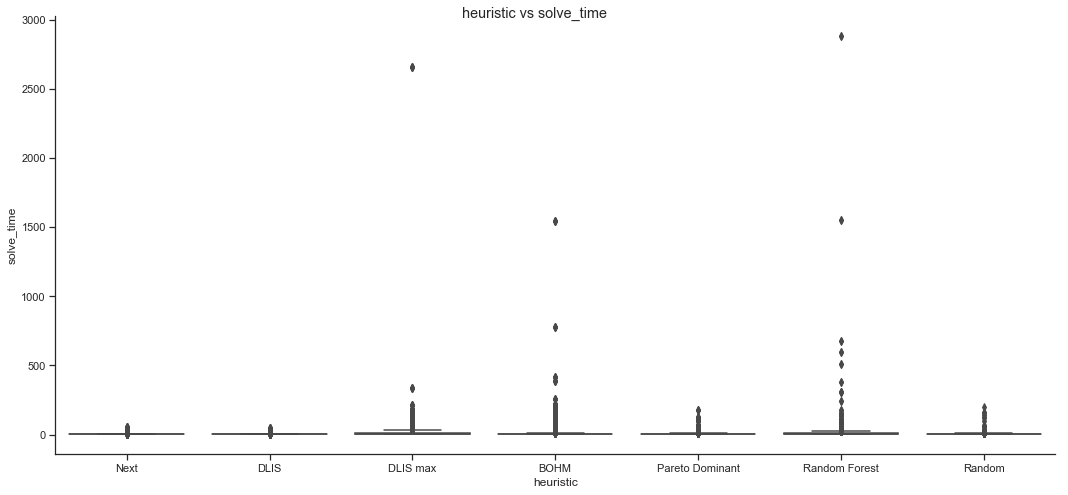 heuristic vs solve_time
3000
2500
2000
1500
1000
500
0
solve_time
Next DLIS DLIS max BOHM Pareto Dominant Random Forest Random
heuristic